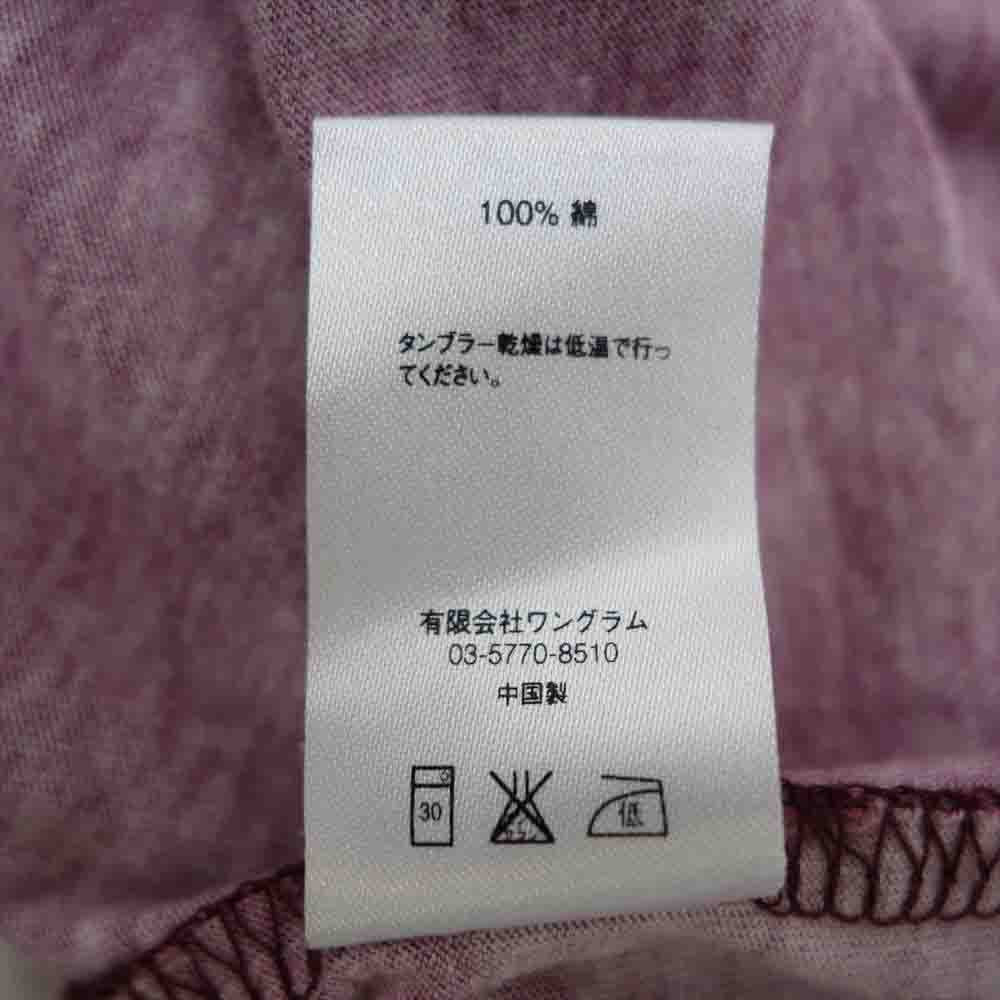 100% 綿
タンブラー乾燥は低温で行っ
てください。
有限会社ワングラム
03-5770-8510
中国製
30
低